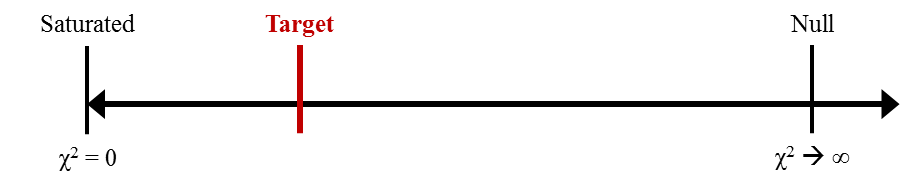 Saturated Target Null
χ² = 0 χ² → ∞